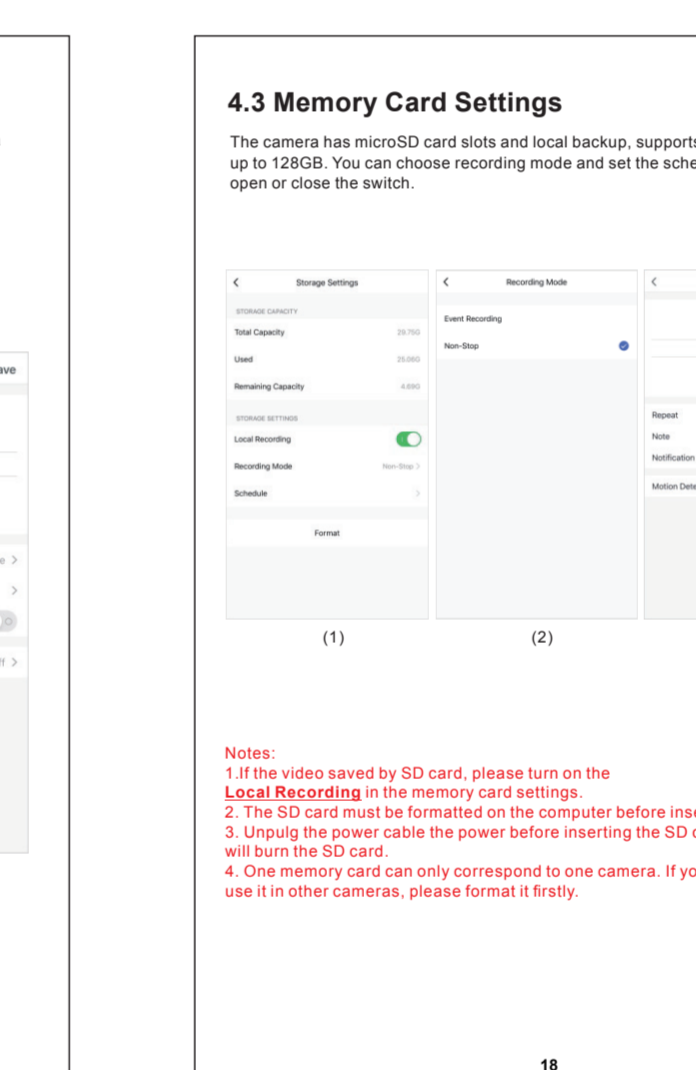 4.3 Memory Card Settings
The camera has microSD card slots and local backup, supports
up to 128GB. You can choose recording mode and set the sche
open or close the switch.
Storage Settings
STORAGE CAPACITY
Total Capacity 29.75G
Used 25.06G
Remaining Capacity 4.69G
STORAGE SETTINGS
Local Recording
Recording Mode Non-Stop >
Schedule >
Format
(1)
Recording Mode
Event Recording
Non-Stop
(2)
Repeat
Note
Notification
Motion Dete
Notes:
1.If the video saved by SD card, please turn on the
Local Recording in the memory card settings.
2. The SD card must be formatted on the computer before inse
3. Unpulg the power cable the power before inserting the SD c
will burn the SD card.
4. One memory card can only correspond to one camera. If yo
use it in other cameras, please format it firstly.
18